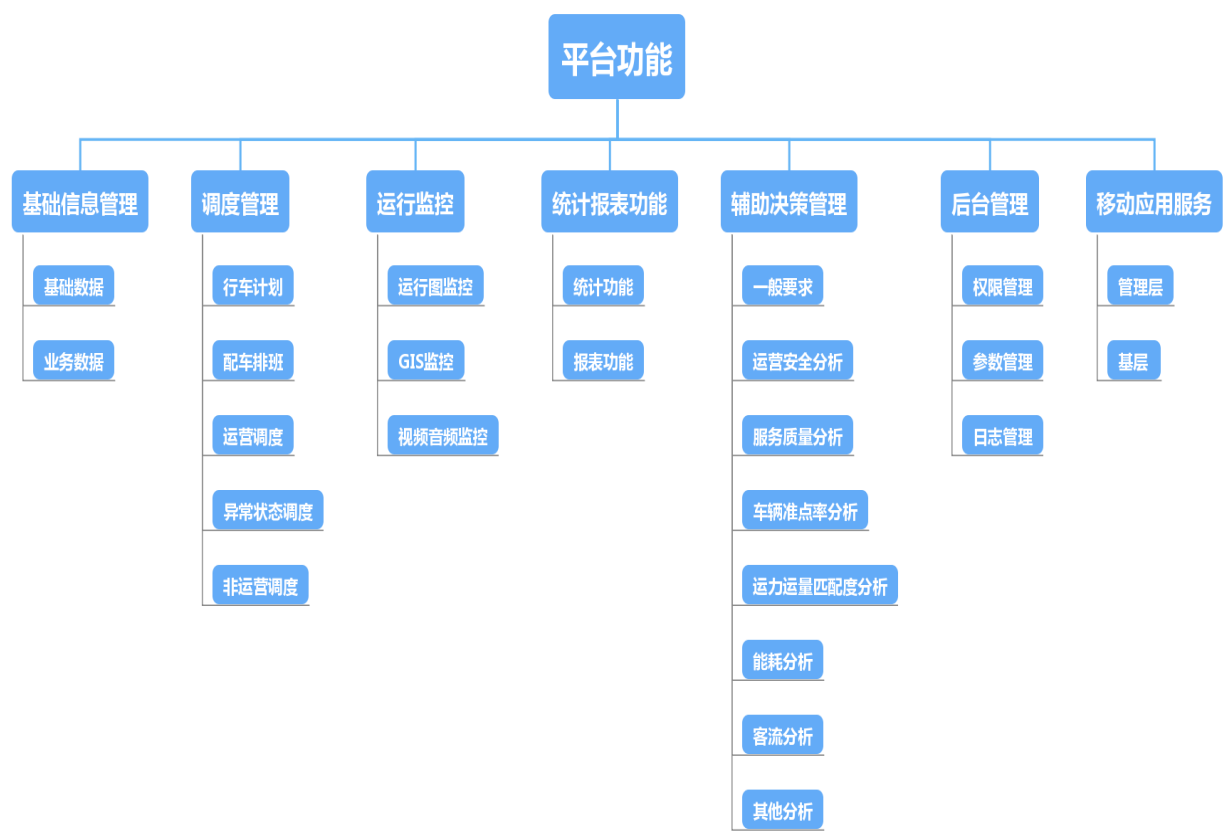 平台功能
基础信息管理
基础数据
业务数据
调度管理
行车计划
配车排班
运营调度
异常状态调度
非运营调度
运行监控
运行图监控
GIS监控
视频音频监控
统计报表功能
统计功能
报表功能
辅助决策管理
一般要求
运营安全分析
服务质量分析
车辆准点率分析
运力运量匹配度分析
能耗分析
客流分析
其他分析
后台管理
权限管理
参数管理
日志管理
移动应用服务
管理层
基层